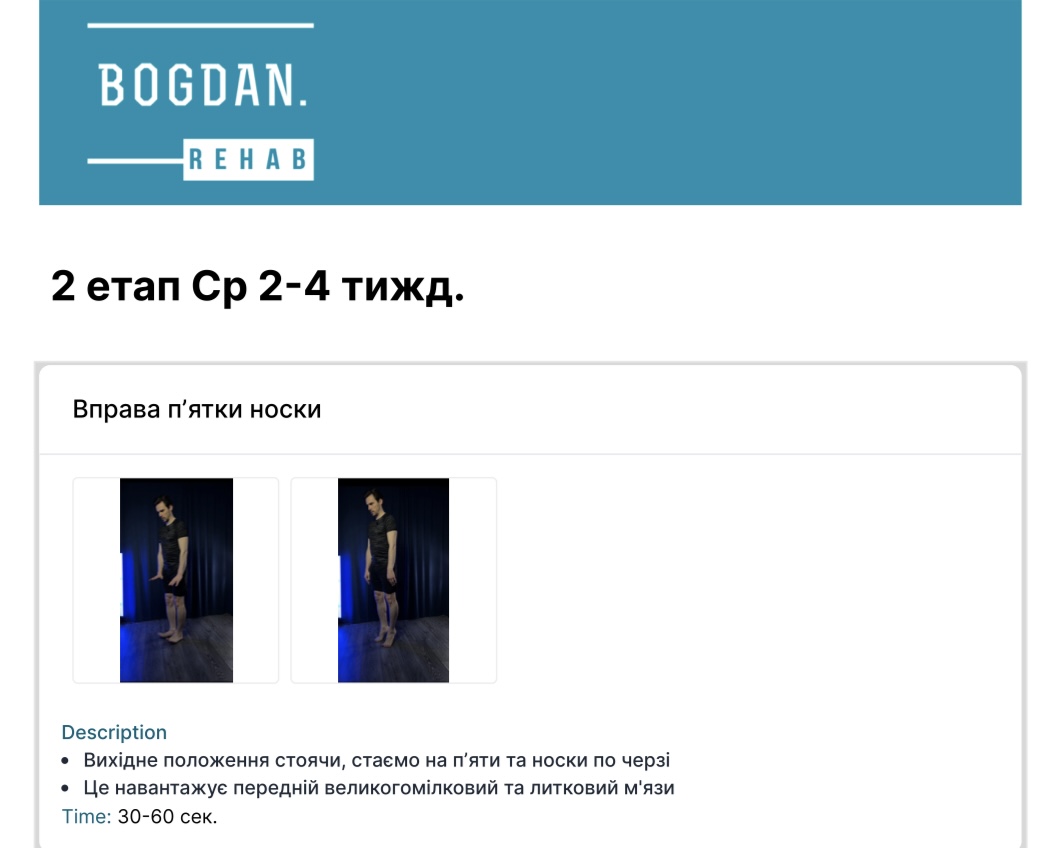 BOGDAN.
REHAB
2 етап Ср 2-4 тижд.
Вправа п’ятки носки
Description
• Вихідне положення стоячи, стаємо на п’яти та носки по черзі
• Це навантажує передній великогомілковий та литковий м'язи
Time: 30-60 сек.